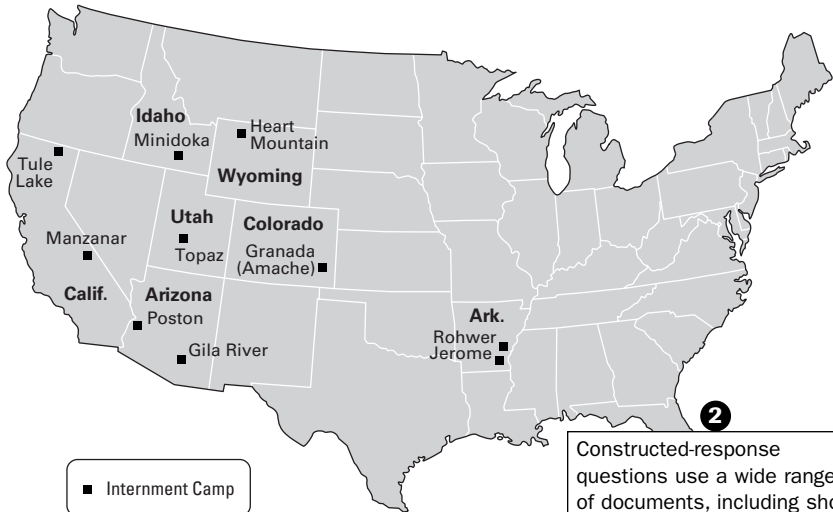 Idaho
Minidoka
Heart
Mountain
Tule
Lake
Wyoming
Utah
Topaz
Colorado
Granada
(Amache)
Manzanar
Calif.
Arizona
Poston
Gila River
Ark.
Rohwer
Jerome
2
Constructed-response
questions use a wide range
of documents, including
Internment Camp